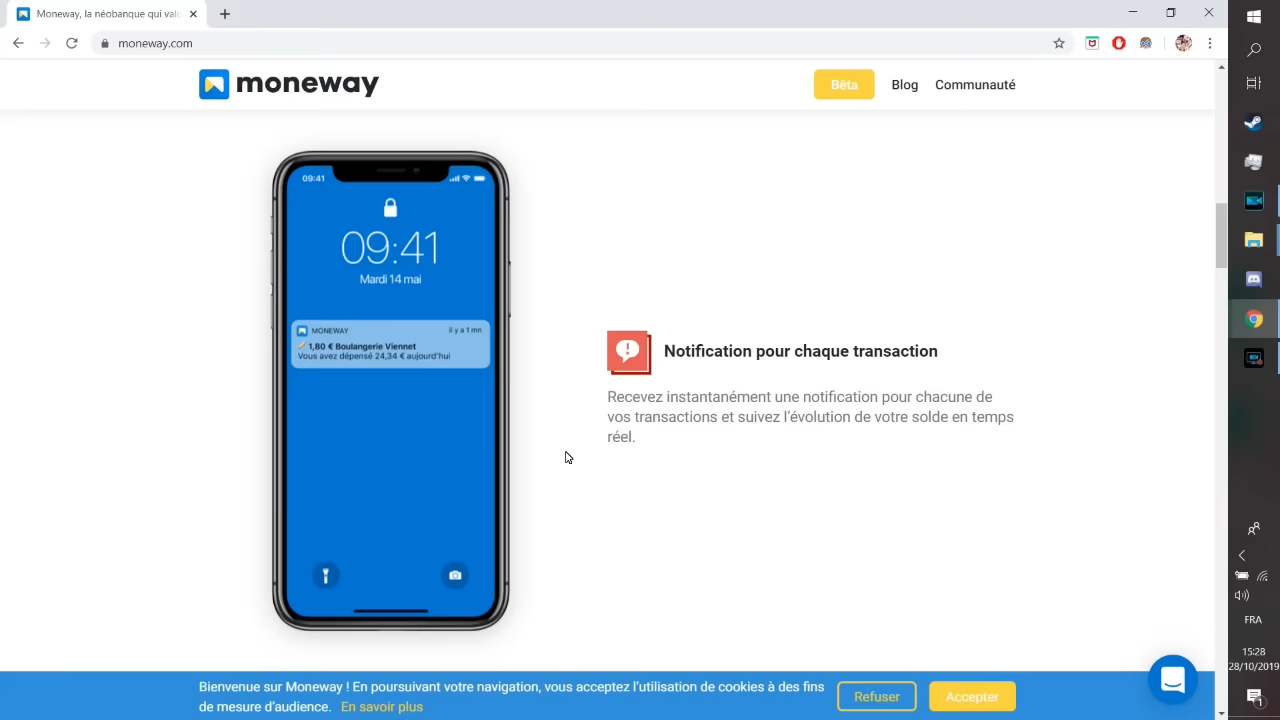 Moneway, la néobanque qui valo
moneway.com
moneway
Bêta
Blog
Communauté
09:41
09:41
Mardi 14 mai
MONEWAY
il y a 1 mn
1,80 € Boulangerie Viennet
Vous avez dépensé 24,34 € aujourd'hui
Notification pour chaque transaction
Recevez instantanément une notification pour chacune de
vos transactions et suivez l'évolution de votre solde en temps
réel.
Bienvenue sur Moneway ! En poursuivant votre navigation, vous acceptez l'utilisation de cookies à des fins
de mesure d'audience. En savoir plus
Refuser
Accepter
FRA
15:28
28/10/2019